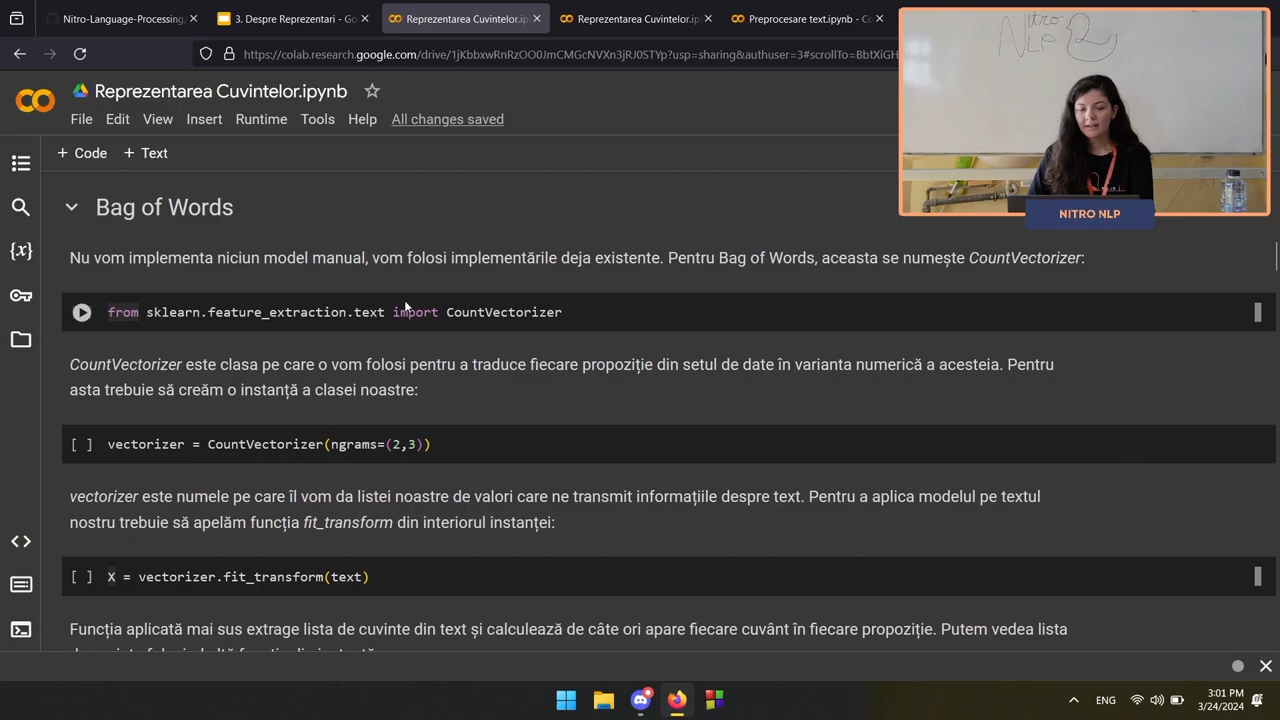 Nitro-Language-Processing,
3. Despre Reprezentari - Go
Reprezentarea Cuvintelor.ip
Reprezentarea Cuvintelor.ip
Preprocesare text.ipynb - Co
https://colab.research.google.com/drive/1jKbbxwRnRzOO0JmCMGcNVXn3jRJ0STYp?usp=sharing&authuser=3#scrollTo=BbtXiGH
Nitro
NLP 2
NITRO NLP
Reprezentarea Cuvintelor.ipynb
File Edit View Insert Runtime Tools Help All changes saved
+ Code + Text
Bag of Words
Nu vom implementa niciun model manual, vom folosi implementările deja existente. Pentru Bag of Words, aceasta se numește CountVectorizer:
from sklearn.feature_extraction.text import CountVectorizer
CountVectorizer este clasa pe care o vom folosi pentru a traduce fiecare propoziție din setul de date în varianta numerică a acesteia. Pentru
asta trebuie să creăm o instanță a clasei noastre:
[ ] vectorizer = CountVectorizer(ngrams=(2,3))
vectorizer este numele pe care îl vom da listei noastre de valori care ne transmit informațiile despre text. Pentru a aplica modelul pe textul
nostru trebuie să apelăm funcția fit_transform din interiorul instanței:
[ ] X = vectorizer.fit_transform(text)
Funcția aplicată mai sus extrage lista de cuvinte din text și calculează de câte ori apare fiecare cuvânt în fiecare propoziție. Putem vedea lista
ENG
3:01 PM
3/24/2024